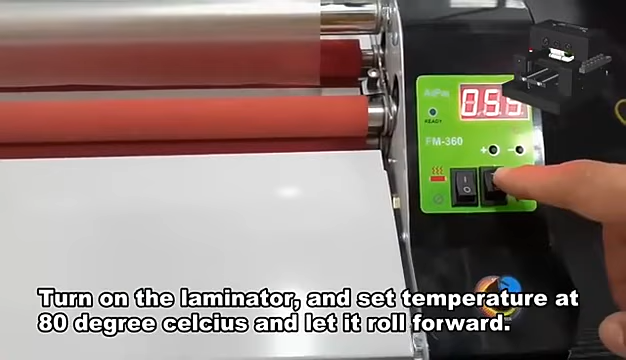 055
READY
FM-360
+ -
I
O
Turn on the laminator, and set temperature at
80 degree celcius and let it roll forward.